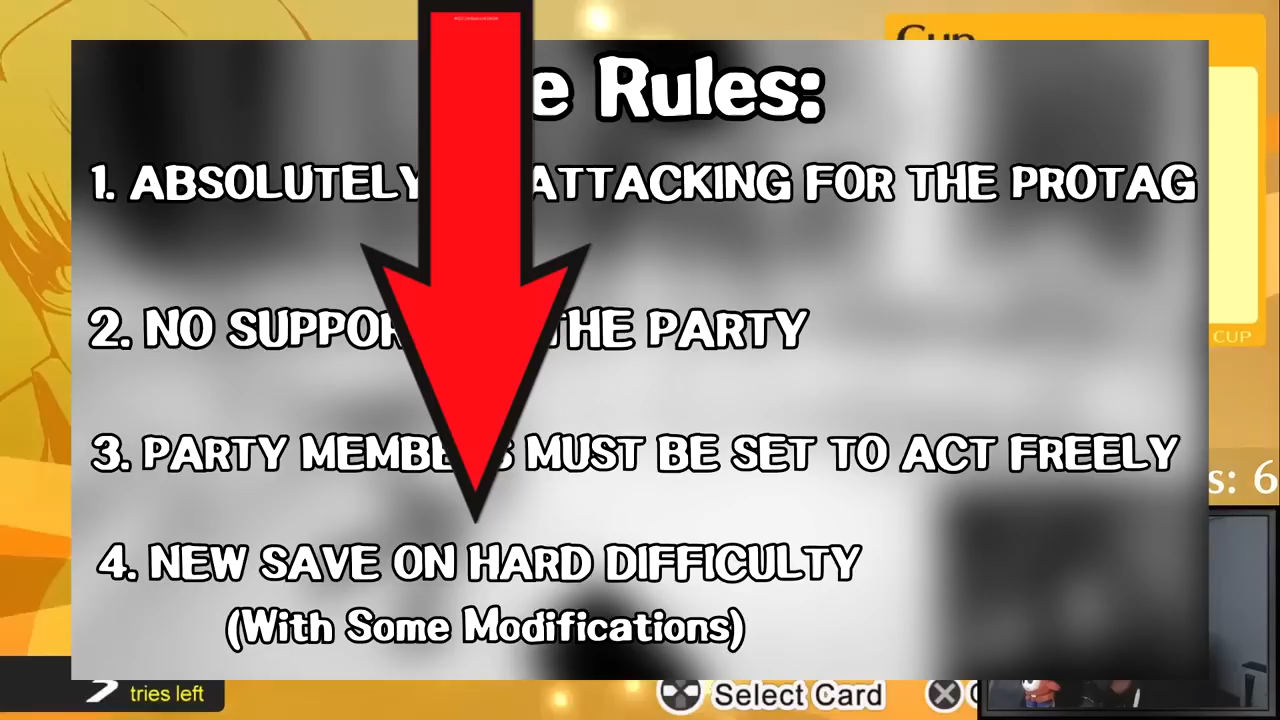 Cup
e Rules:
1. ABSOLUTELY ATTACKING FOR THE PROTAG
2. NO SUPPOR THE PARTY
CUP
3. PARTY MEMBE S MUST BE SET TO ACT FREELY
s: 6
4. NEW SAVE ON HARD DIFFICULTY
(With Some Modifications)
tries left
Select Card